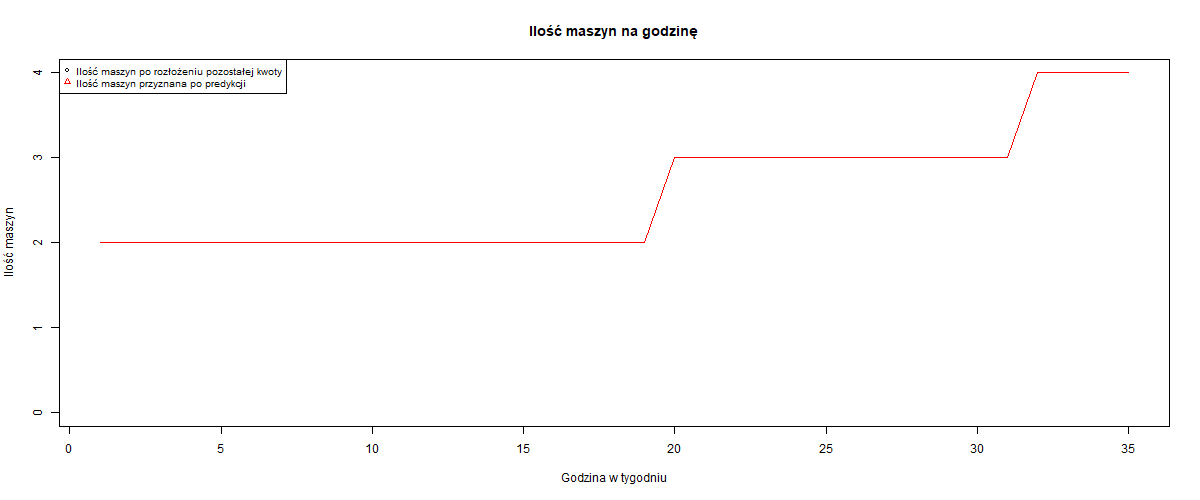 Ilość maszyn na godzinę
Ilość maszyn po rozłożeniu pozostałej kwoty
Ilość maszyn przyznana po predykcji
Ilość maszyn
4
3
2
1
0
0 5 10 15 20 25 30 35
Godzina w tygodniu